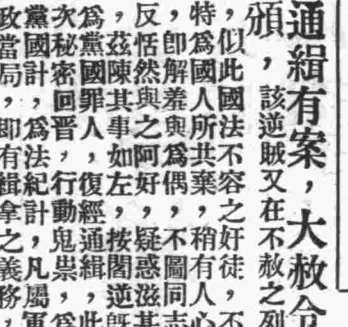 通緝有案，大赦令
頒，該逆賊又在不赦之列
，似此國法不容之奸徒，不
特爲國人所共棄，稍有人心
，卽解羞與爲偶，不圖同志
反恬然與之阿好，疑惑滋甚
，茲陳其事如左，按閻逆旣
爲黨國罪人，復經通緝，此
次秘密回晉，行動鬼祟，爲
黨國計，爲法紀計，凡屬
政當局，卽有緝拿之義務，軍